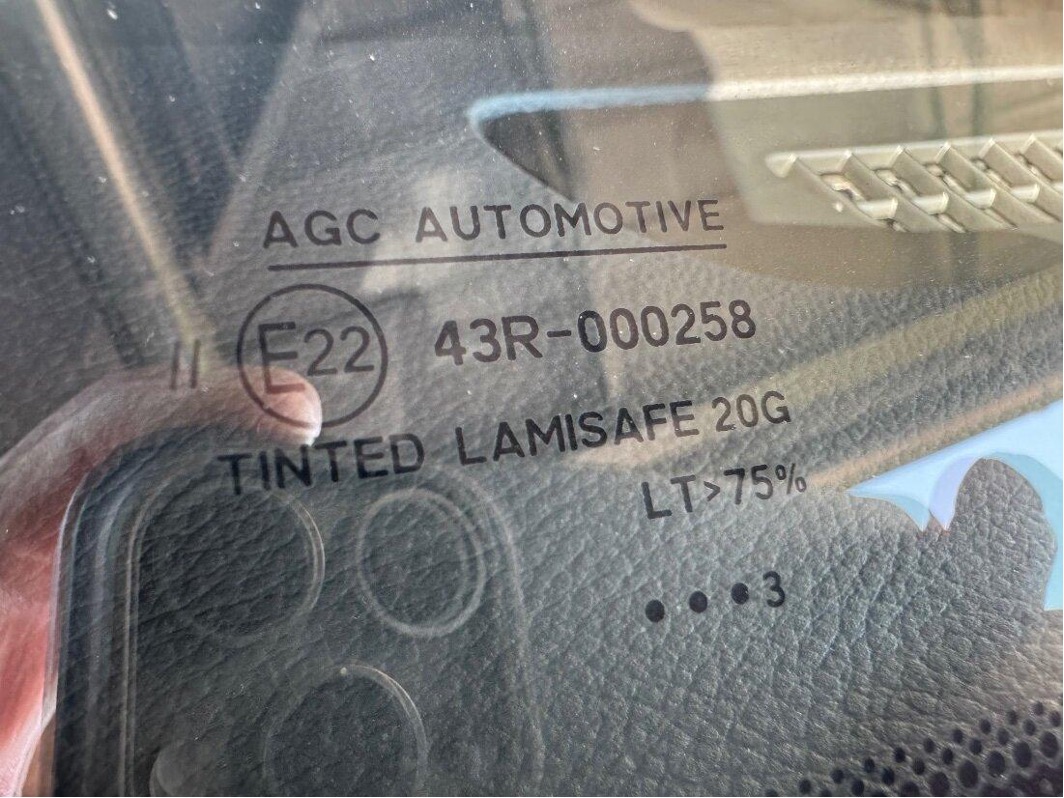 AGC AUTOMOTIVE
II E22 43R-000258
TINTED LAMISAFE 20G
LT>75%
•••3